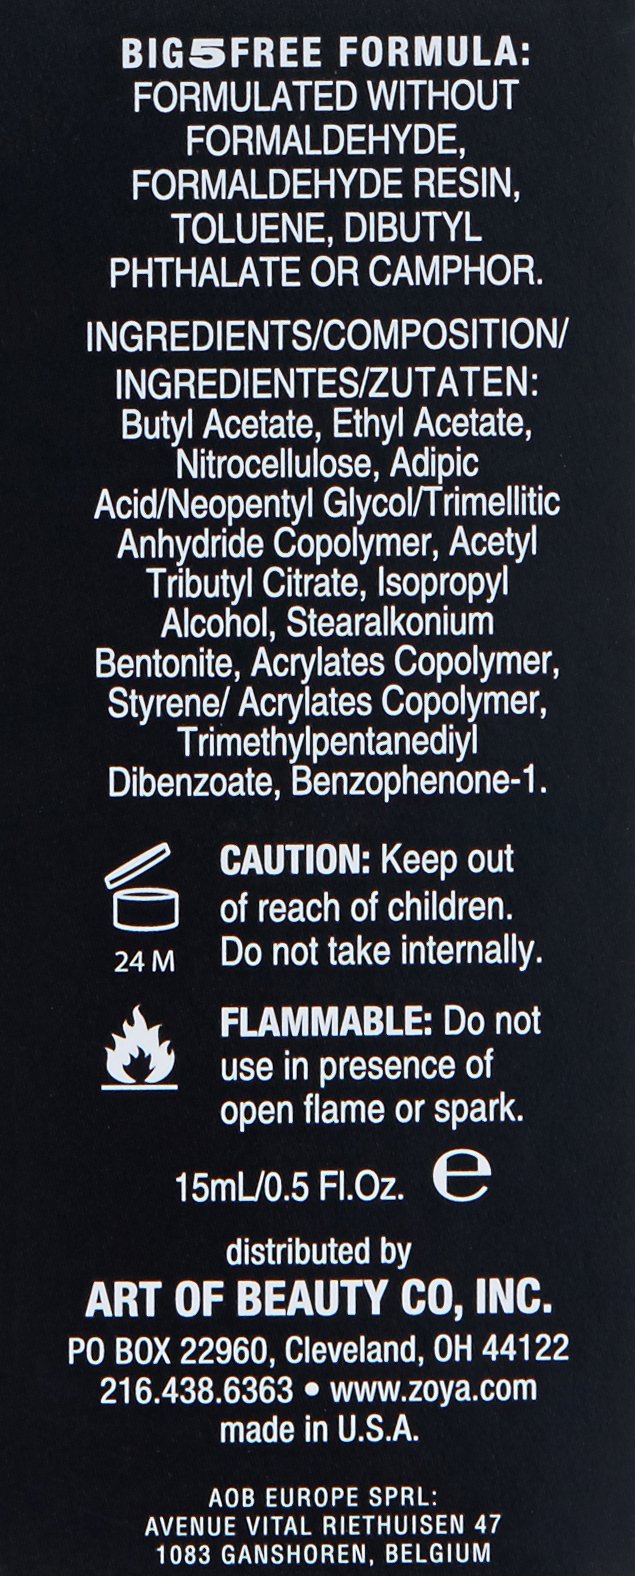 BIG5FREE FORMULA:
FORMULATED WITHOUT
FORMALDEHYDE,
FORMALDEHYDE RESIN,
TOLUENE, DIBUTYL
PHTHALATE OR CAMPHOR.
INGREDIENTS/COMPOSITION/
INGREDIENTES/ZUTATEN:
Butyl Acetate, Ethyl Acetate,
Nitrocellulose, Adipic
Acid/Neopentyl Glycol/Trimellitic
Anhydride Copolymer, Acetyl
Tributyl Citrate, Isopropyl
Alcohol, Stearalkonium
Bentonite, Acrylates Copolymer,
Styrene/ Acrylates Copolymer,
Trimethylpentanediyl
Dibenzoate, Benzophenone-1.
CAUTION: Keep out
of reach of children.
Do not take internally.
24 M
FLAMMABLE: Do not
use in presence of
open flame or spark.
15mL/0.5 Fl.Oz. e
distributed by
ART OF BEAUTY CO, INC.
PO BOX 22960, Cleveland, OH 44122
216.438.6363 • www.zoya.com
made in U.S.A.
AOB EUROPE SPRL:
AVENUE VITAL RIETHUISEN 47
1083 GANSHOREN, BELGIUM